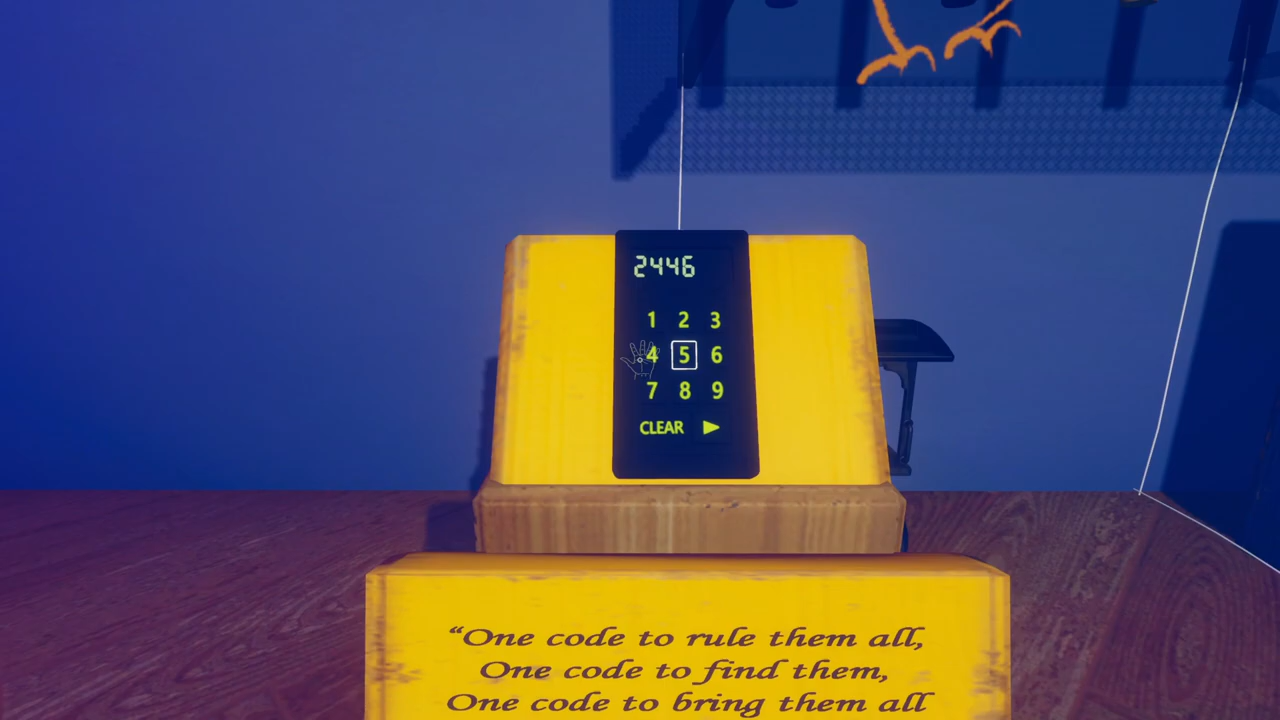 2446
1 2 3
4 5 6
7 8 9
CLEAR ▶
“One code to rule them all,
One code to find them,
One code to bring them all